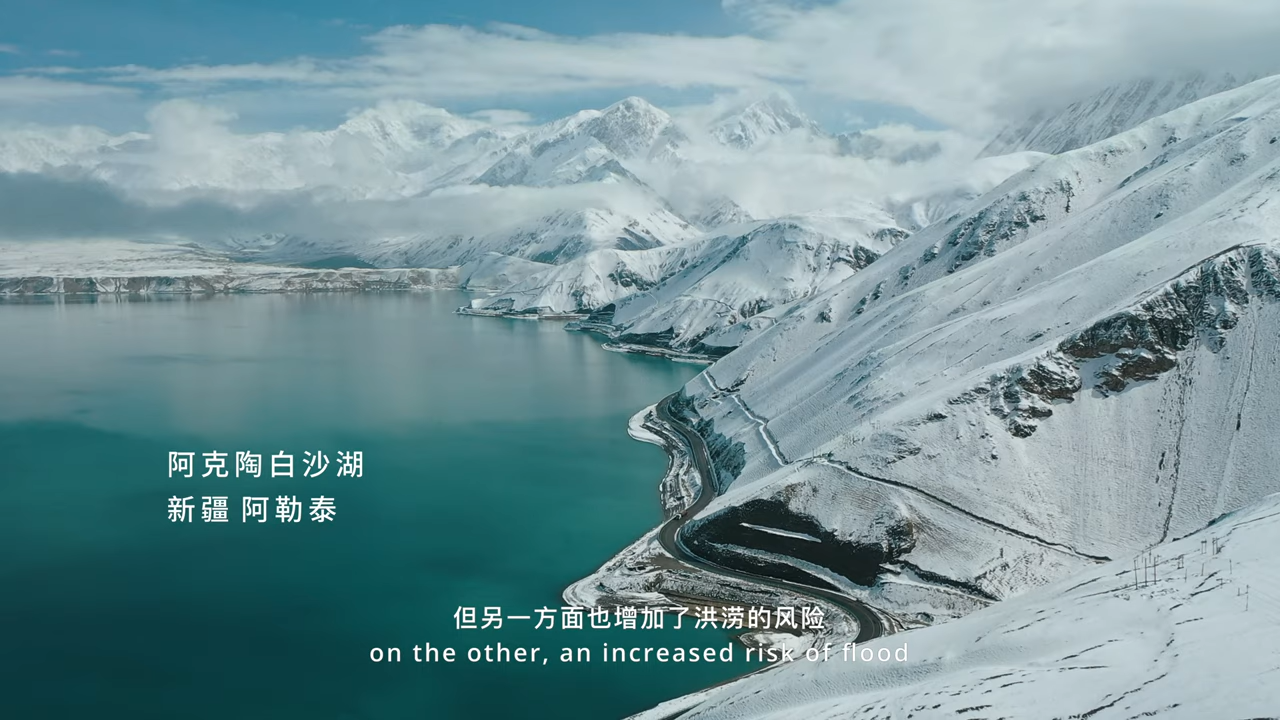 阿克陶白沙湖
新疆 阿勒泰
但另一方面也增加了洪涝的风险
on the other, an increased risk of flood